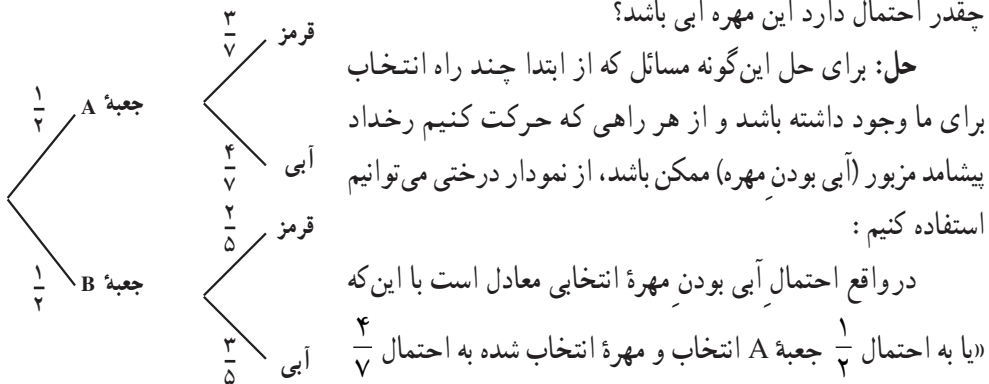 چقدر احتمال دارد این مهره آبی باشد؟
حل: برای حل این‌گونه مسائل که از ابتدا چند راه انتخاب
برای ما وجود داشته باشد و از هر راهی که حرکت کنیم رخداد
پیشامد مزبور (آبی بودنِ مهره) ممکن باشد، از نمودار درختی می‌توانیم
استفاده کنیم :
درواقع احتمالِ آبی بودنِ مهرهٔ انتخابی معادل است با این‌که
«یا به احتمال ۱/۲ جعبهٔ A انتخاب و مهرهٔ انتخاب شده به احتمال ۴/۷
۳/۷ قرمز
۱/۲ جعبهٔ A
۴/۷ آبی
۲/۵ قرمز
۱/۲ جعبهٔ B
۳/۵ آبی